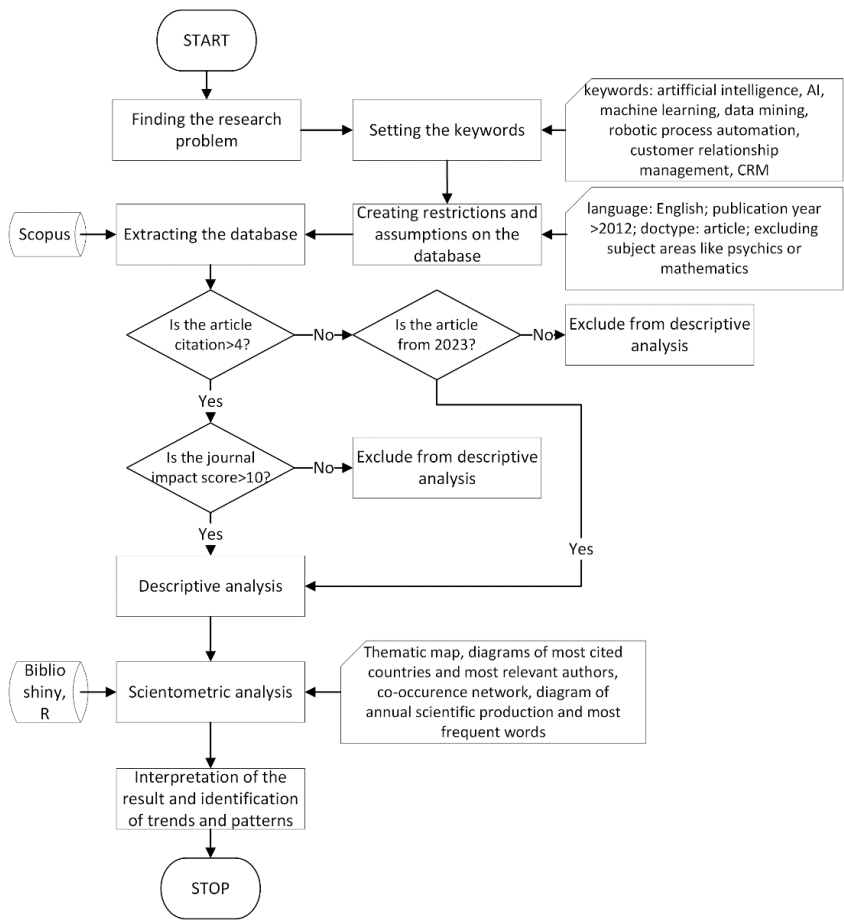 START
Finding the research
problem
Setting the keywords
keywords: artifficial intelligence, AI,
machine learning, data mining,
robotic process automation,
customer relationship
management, CRM
Scopus
Extracting the database
Creating restrictions and
assumptions on the
database
language: English; publication year
>2012; doctype: article; excluding
subject areas like psychics or
mathematics
Is the article
citation>4?
No
Is the article
from 2023?
No
Exclude from descriptive
analysis
Yes
Is the journal
impact score>10?
No
Exclude from descriptive
analysis
Yes
Yes
Descriptive analysis
Biblio
shiny,
R
Scientometric analysis
Thematic map, diagrams of most cited
countries and most relevant authors,
co-occurence network, diagram of
annual scientific production and most
frequent words
Interpretation of the
result and identification
of trends and patterns
STOP